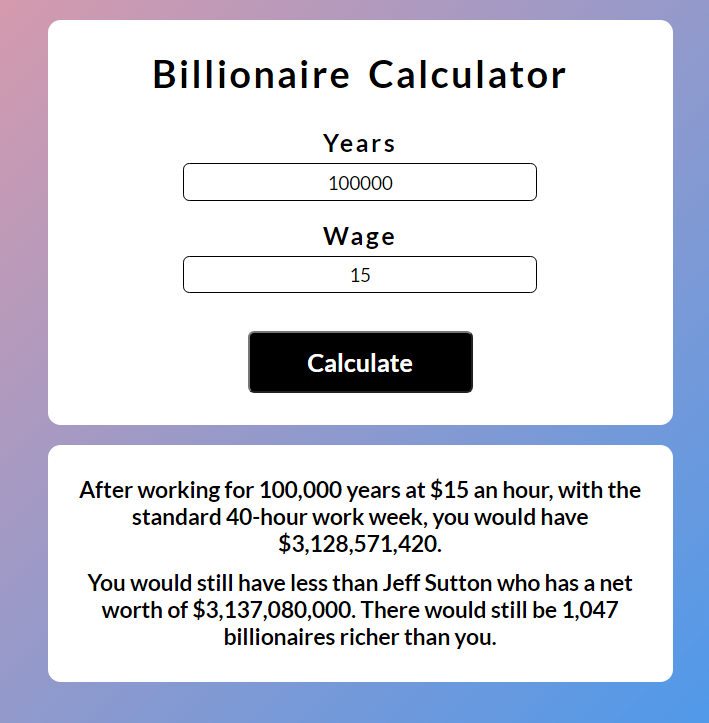 Billionaire Calculator
Years
100000
Wage
15
Calculate
After working for 100,000 years at $15 an hour, with the
standard 40-hour work week, you would have
$3,128,571,420.
You would still have less than Jeff Sutton who has a net
worth of $3,137,080,000. There would still be 1,047
billionaires richer than you.